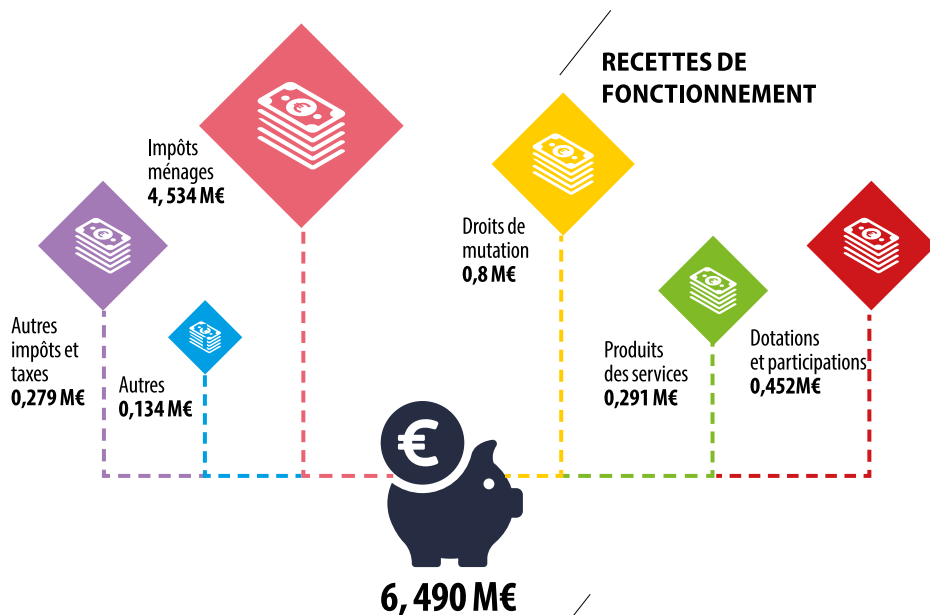 RECETTES DE
FONCTIONNEMENT
Impôts
ménages
4, 534 M€
Droits de
mutation
0,8 M€
Autres
impôts et
taxes
0,279 M€
Autres
0,134 M€
Produits
des services
0,291 M€
Dotations
et participations
0,452M€
€
6, 490 M€